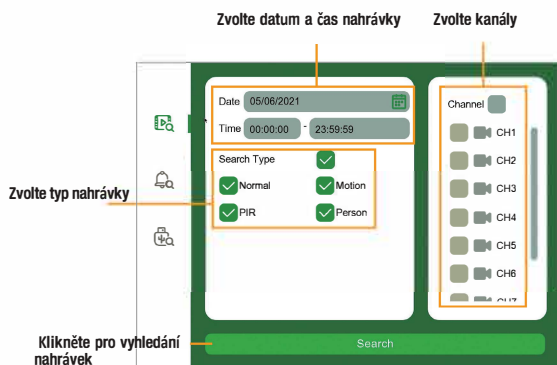 Zvolte datum a čas nahrávky
Zvolte kanály
Date 05/06/2021
Time 00:00:00 - 23:59:59
Search Type
Normal Motion
PIR Person
Zvolte typ nahrávky
Channel
CH1
CH2
CH3
CH4
CH5
CH6
CH7
Klikněte pro vyhledání
nahrávek
Search